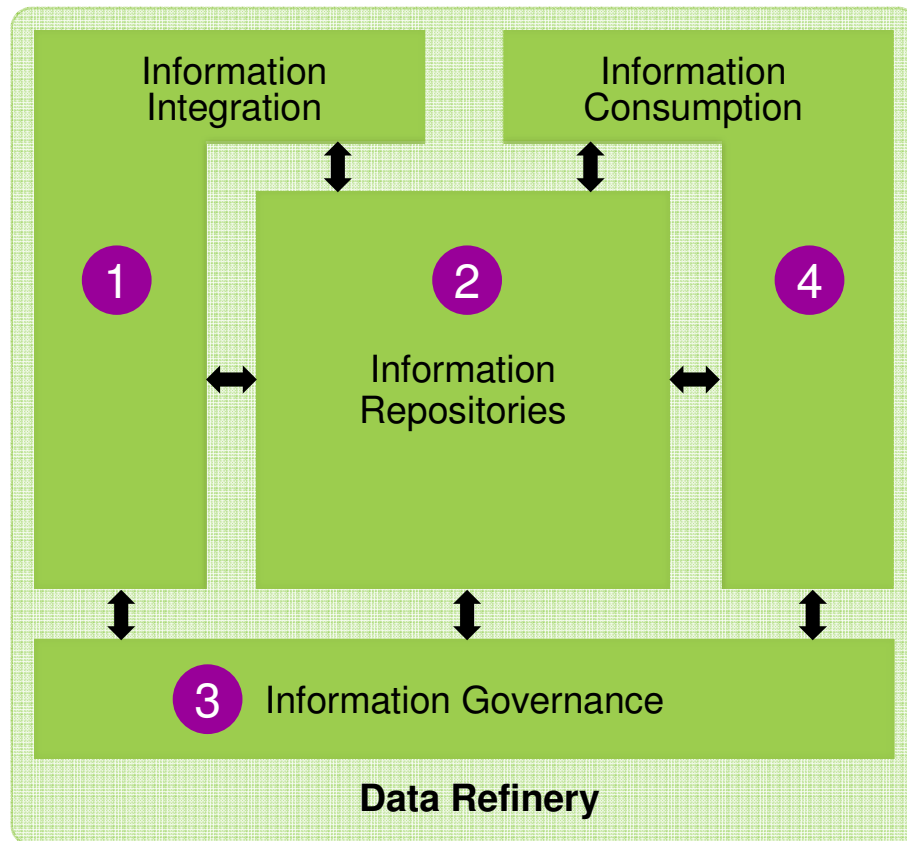 Information
Integration
Information
Consumption
1
2
4
Information
Repositories
3 Information Governance
Data Refinery